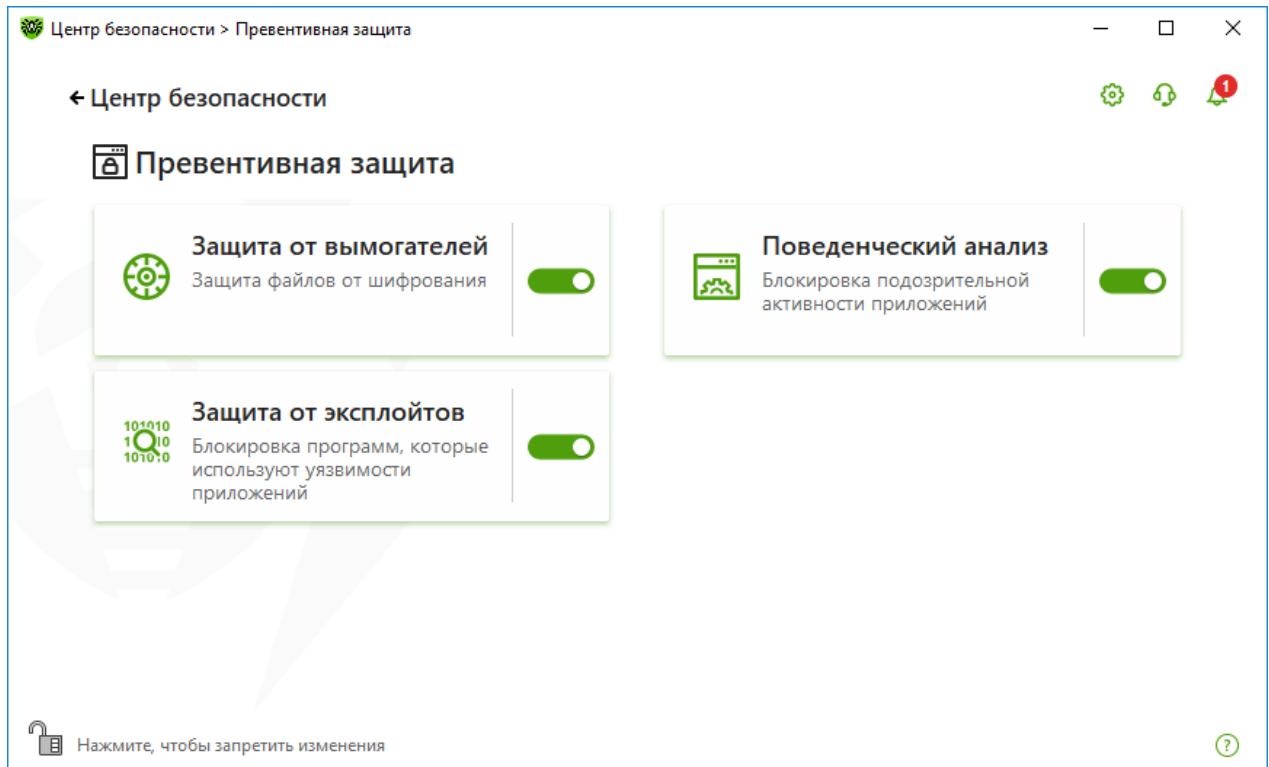 Центр безопасности > Превентивная защита
Центр безопасности
1
Превентивная защита
Защита от вымогателей
Защита файлов от шифрования
Поведенческий анализ
Блокировка подозрительной
активности приложений
Защита от эксплойтов
Блокировка программ, которые
используют уязвимости
приложений
Нажмите, чтобы запретить изменения
?